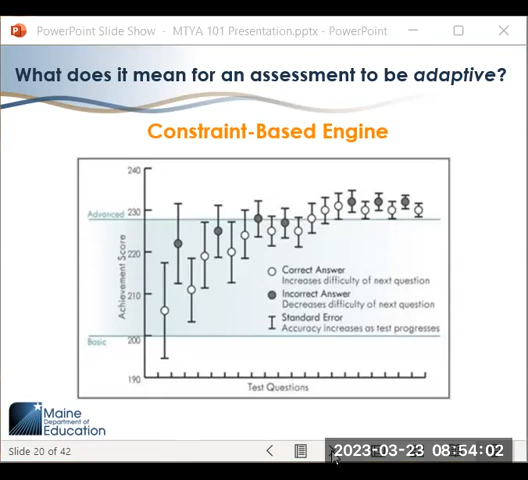 PowerPoint Slide Show - MTYA 101 Presentation.pptx - PowerPoint
What does it mean for an assessment to be adaptive?
Constraint-Based Engine
240
Advanced
230
220
210
Basic
200
190
Achievement Score
Correct Answer
Increases difficulty of next question
Incorrect Answer
Decreases difficulty of next question
Standard Error
Accuracy increases as test progresses
Test Questions
Maine
Department of
Education
Slide 20 of 42
2023-03-23 08:54:02